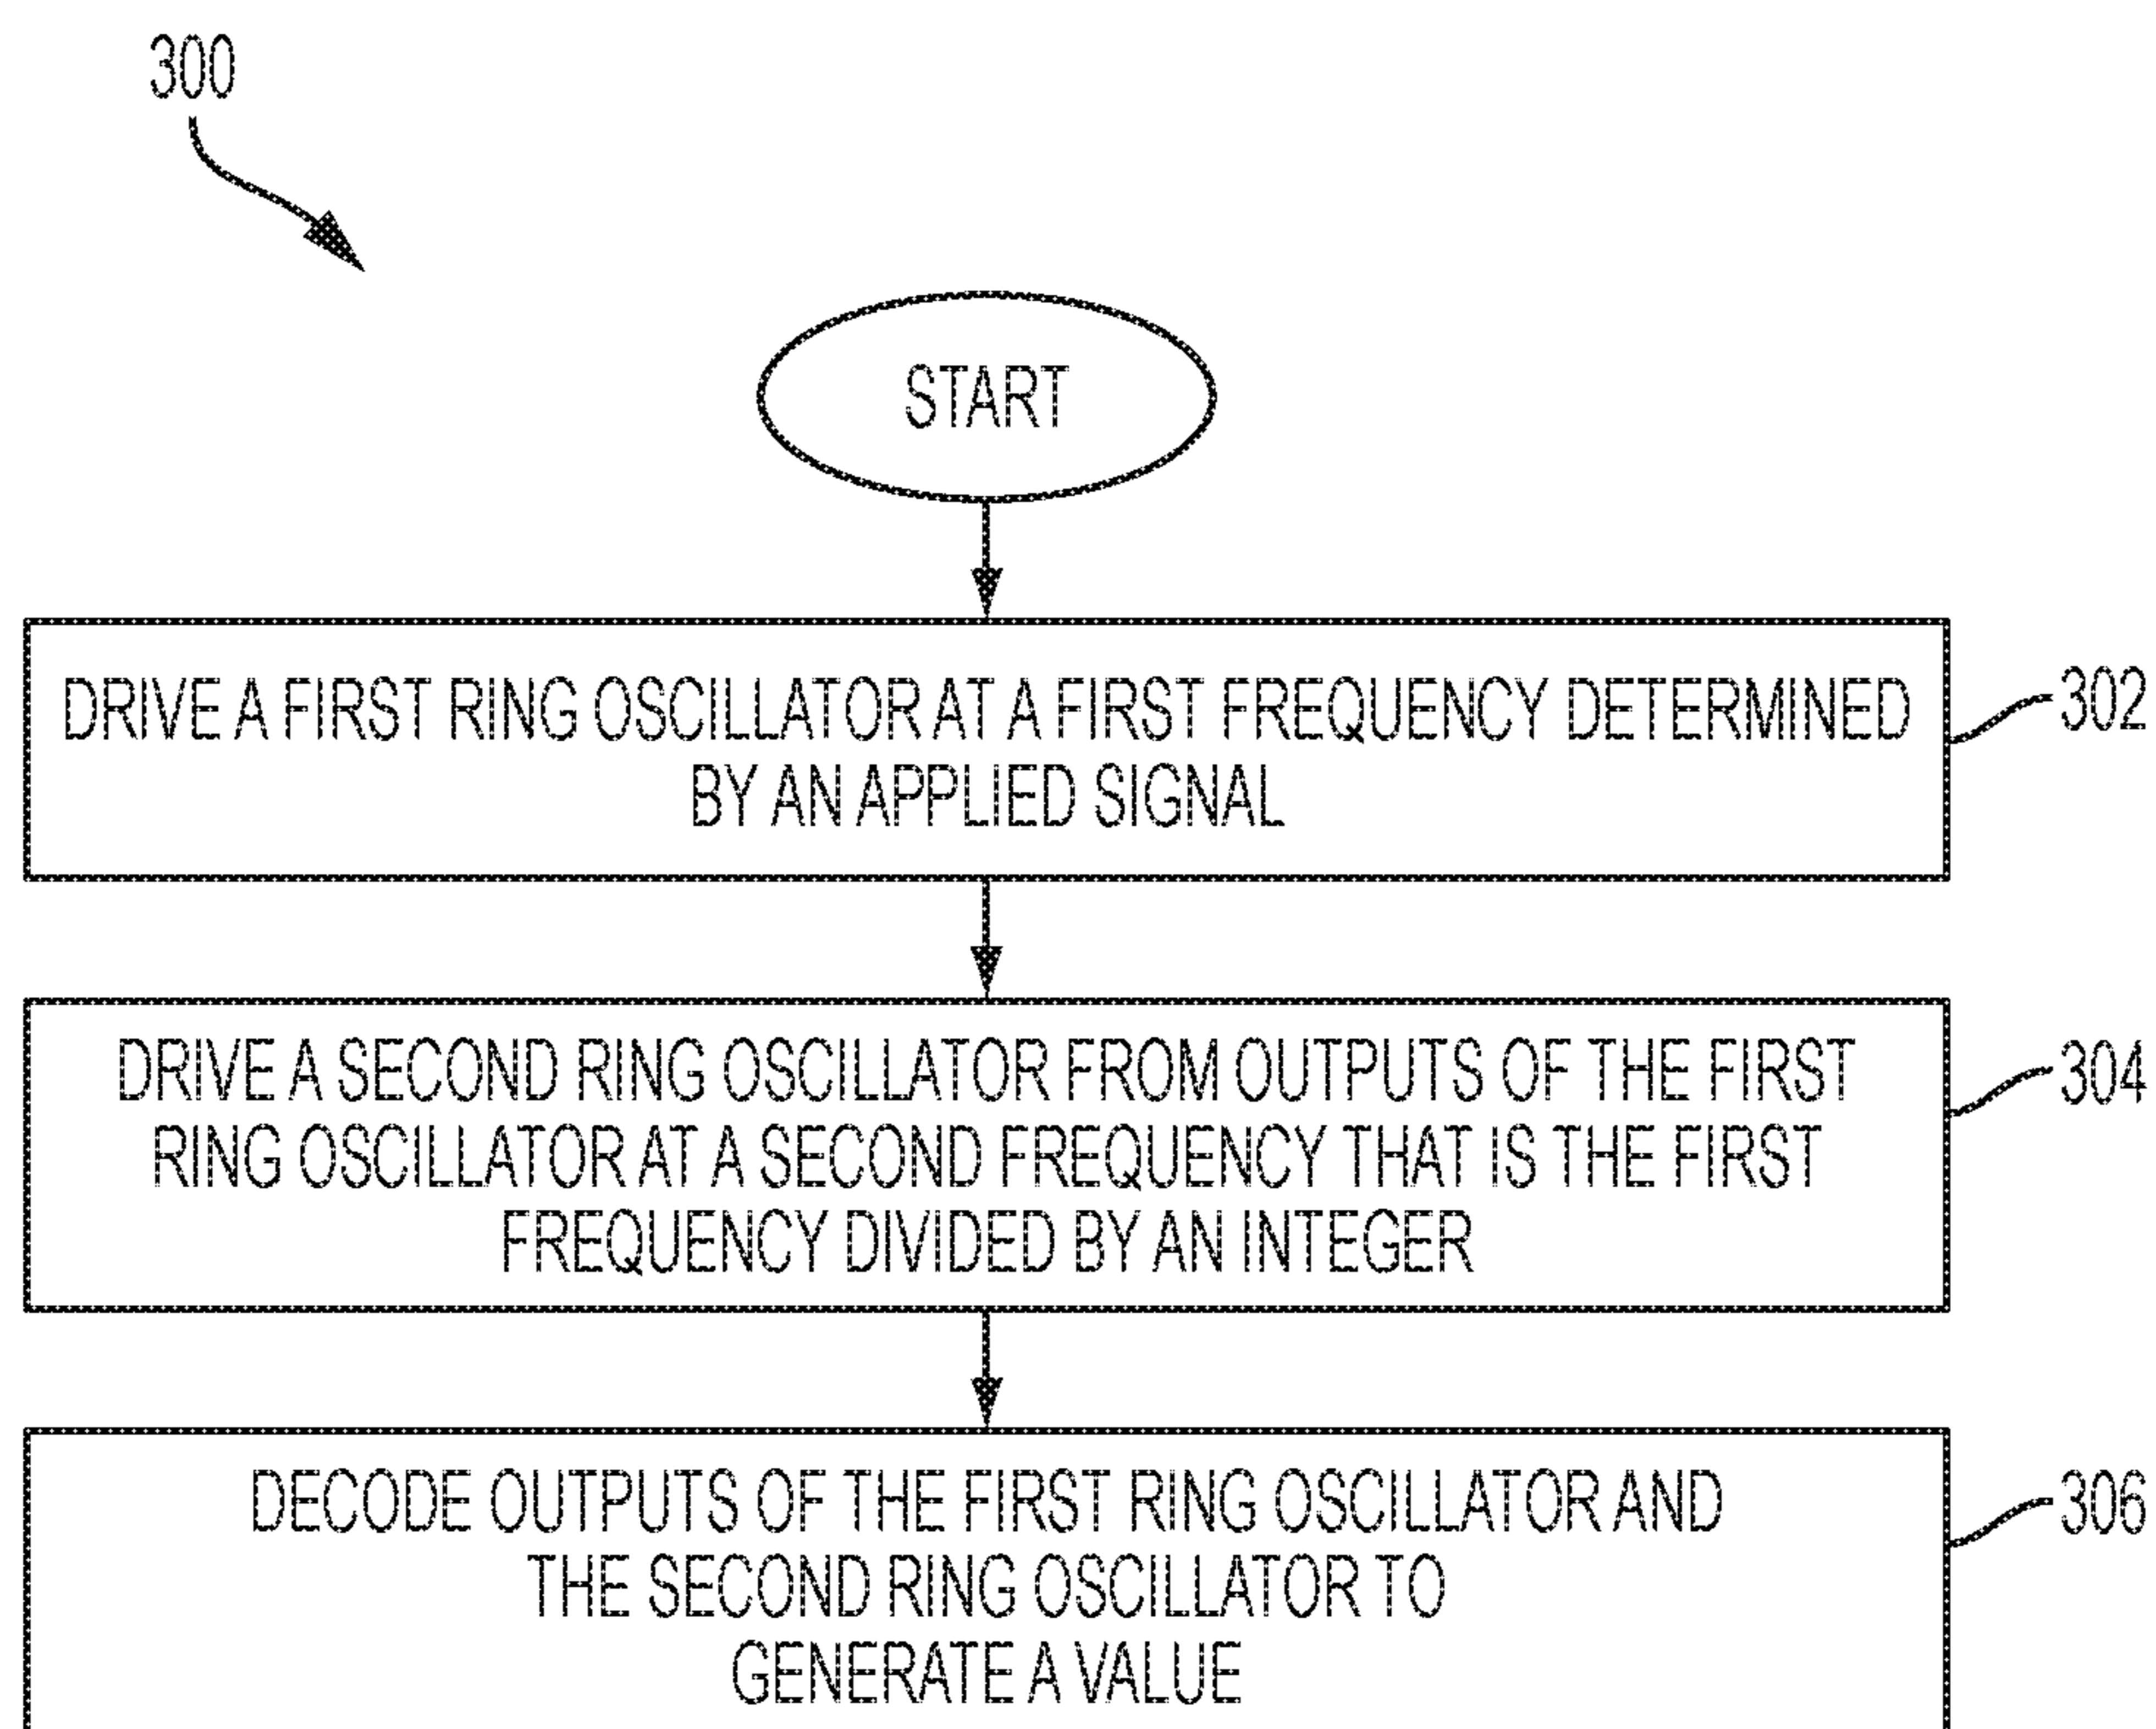 300
START
DRIVE A FIRST RING OSCILLATOR AT A FIRST FREQUENCY DETERMINED
BY AN APPLIED SIGNAL
302
DRIVE A SECOND RING OSCILLATOR FROM OUTPUTS OF THE FIRST
RING OSCILLATOR AT A SECOND FREQUENCY THAT IS THE FIRST
FREQUENCY DIVIDED BY AN INTEGER
304
DECODE OUTPUTS OF THE FIRST RING OSCILLATOR AND
THE SECOND RING OSCILLATOR TO
GENERATE A VALUE
306